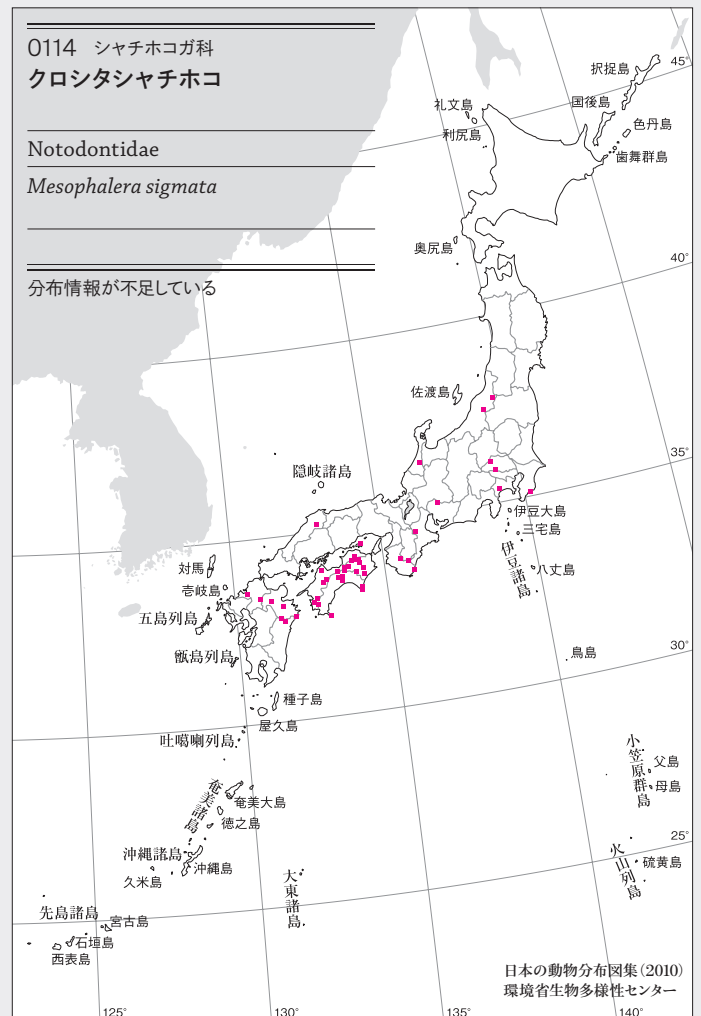 0114 シャチホコガ科
クロシタシャチホコ
Notodontidae
Mesophalera sigmata
分布情報が不足している
択捉島
45°
国後島
礼文島
色丹島
利尻島
歯舞群島
奥尻島
40°
佐渡島
35°
隠岐諸島
伊豆大島
三宅島
伊豆諸島
八丈島
対馬
壱岐島
五島列島
甑島列島
鳥島
30°
種子島
屋久島
吐噶喇列島
小笠原群島
父島
母島
奄美諸島
奄美大島
徳之島
25°
沖縄諸島
沖縄島
久米島
火山列島
硫黄島
大東諸島
先島諸島
宮古島
石垣島
西表島
日本の動物分布図集(2010)
環境省生物多様性センター
125°
130°
135°
140°